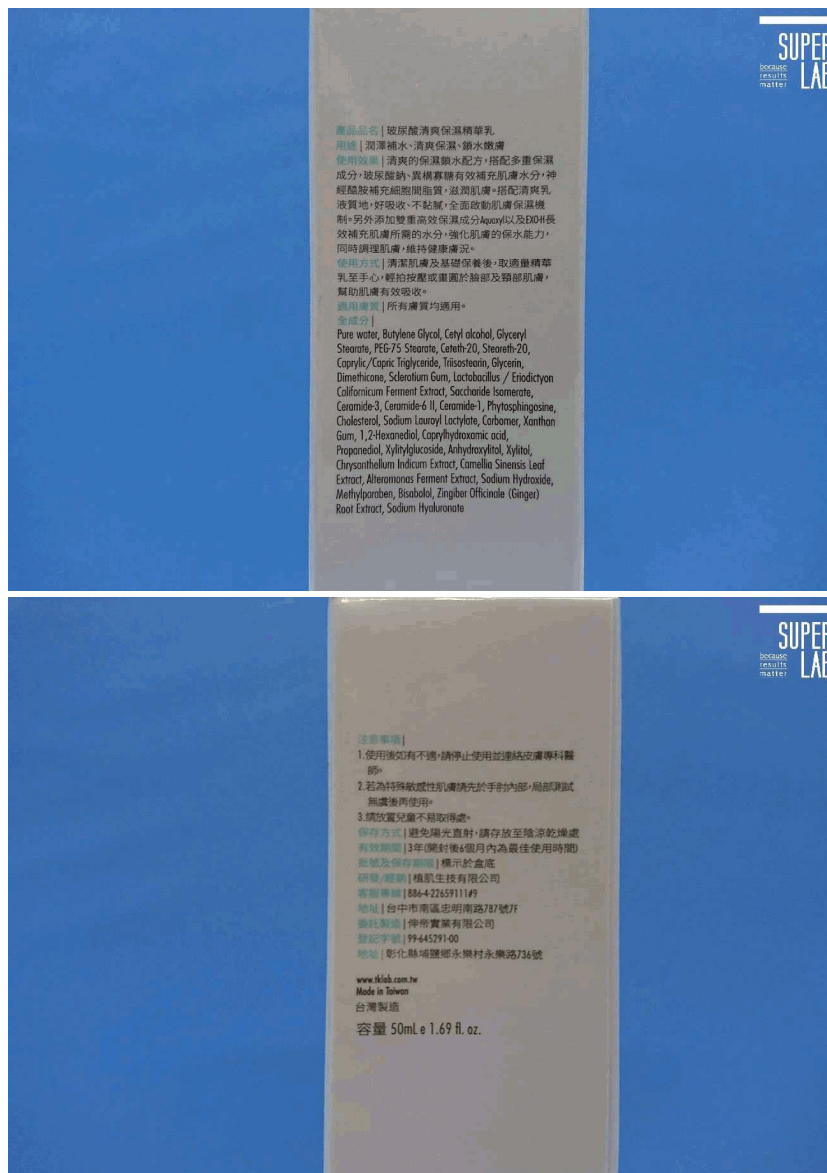 SUPER
because
results
matter
LAB
產品品名 | 玻尿酸清爽保濕精華乳
用途 | 潤澤補水、清爽保濕、鎖水嫩膚
使用效果 | 清爽的保濕鎖水配方，搭配多重保濕
成分，玻尿酸鈉、異構寡糖有效補充肌膚水分，神
經醯胺補充細胞間脂質，滋潤肌膚。搭配清爽乳
液質地，好吸收、不黏膩，全面啟動肌膚保濕機
制。另外添加雙重高效保濕成分Aquaxyl以及EXO-H長
效補充肌膚所需的水分，強化肌膚的保水能力，
同時調理肌膚，維持健康膚況。
使用方式 | 清潔肌膚及基礎保養後，取適量精華
乳至手心，輕拍按壓或畫圓於臉部及頸部肌膚，
幫助肌膚有效吸收。
適用膚質 | 所有膚質均適用。
全成分 |
Pure water, Butylene Glycol, Cetyl alcohol, Glyceryl
Stearate, PEG-75 Stearate, Ceteth-20, Steareth-20,
Caprylic/Capric Triglyceride, Triisostearin, Glycerin,
Dimethicone, Sclerotium Gum, Lactobacillus / Eriodictyon
Californicum Ferment Extract, Saccharide Isomerate,
Ceramide-3, Ceramide-6 II, Ceramide-1, Phytosphingosine,
Cholesterol, Sodium Lauroyl Lactylate, Carbomer, Xanthan
Gum, 1,2-Hexanediol, Caprylhydroxamic acid,
Propanediol, Xylitylglucoside, Anhydroxylitol, Xylitol,
Chrysanthellum Indicum Extract, Camellia Sinensis Leaf
Extract, Alteromonas Ferment Extract, Sodium Hydroxide,
Methylparaben, Bisabolol, Zingiber Officinale (Ginger)
Root Extract, Sodium Hyaluronate
SUPER
because
results
matter
LAB
注意事項 |
1.使用後如有不適，請停止使用並連絡皮膚專科醫
師。
2.若為特殊敏感性肌膚請先於手肘內部，局部測試
無虞後再使用。
3.請放置兒童不易取得處。
保存方式 | 避免陽光直射，請存放至陰涼乾燥處
有效期間 | 3年(開封後6個月內為最佳使用時間)
批號及保存期限 | 標示於盒底
研發/經銷 | 植肌生技有限公司
客服專線 | 886-4-22659111#9
地址 | 台中市南區忠明南路787號7F
委託製造 | 伸帝實業有限公司
登記字號 | 99-645291-00
地址 | 彰化縣埔鹽鄉永樂村永樂路736號
www.tklab.com.tw
Made in Taiwan
台灣製造
容量 50mL e 1.69 fl. oz.